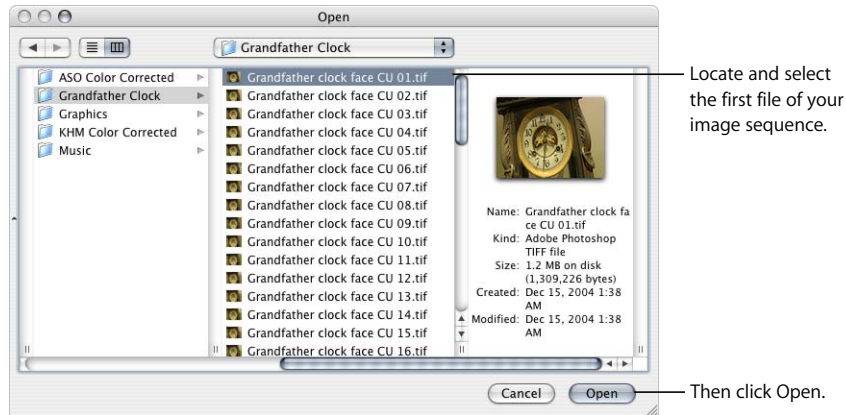 Open
Grandfather Clock
ASO Color Corrected
Grandfather Clock
Graphics
KHM Color Corrected
Music
Grandfather clock face CU 01.tif
Grandfather clock face CU 02.tif
Grandfather clock face CU 03.tif
Grandfather clock face CU 04.tif
Grandfather clock face CU 05.tif
Grandfather clock face CU 06.tif
Grandfather clock face CU 07.tif
Grandfather clock face CU 08.tif
Grandfather clock face CU 09.tif
Grandfather clock face CU 10.tif
Grandfather clock face CU 11.tif
Grandfather clock face CU 12.tif
Grandfather clock face CU 13.tif
Grandfather clock face CU 14.tif
Grandfather clock face CU 15.tif
Grandfather clock face CU 16.tif
Name: Grandfather clock fa
ce CU 01.tif
Kind: Adobe Photoshop
TIFF file
Size: 1.2 MB on disk
(1,309,226 bytes)
Created: Dec 15, 2004 1:38
AM
Modified: Dec 15, 2004 1:38
AM
Cancel
Open
Locate and select
the first file of your
image sequence.
Then click Open.